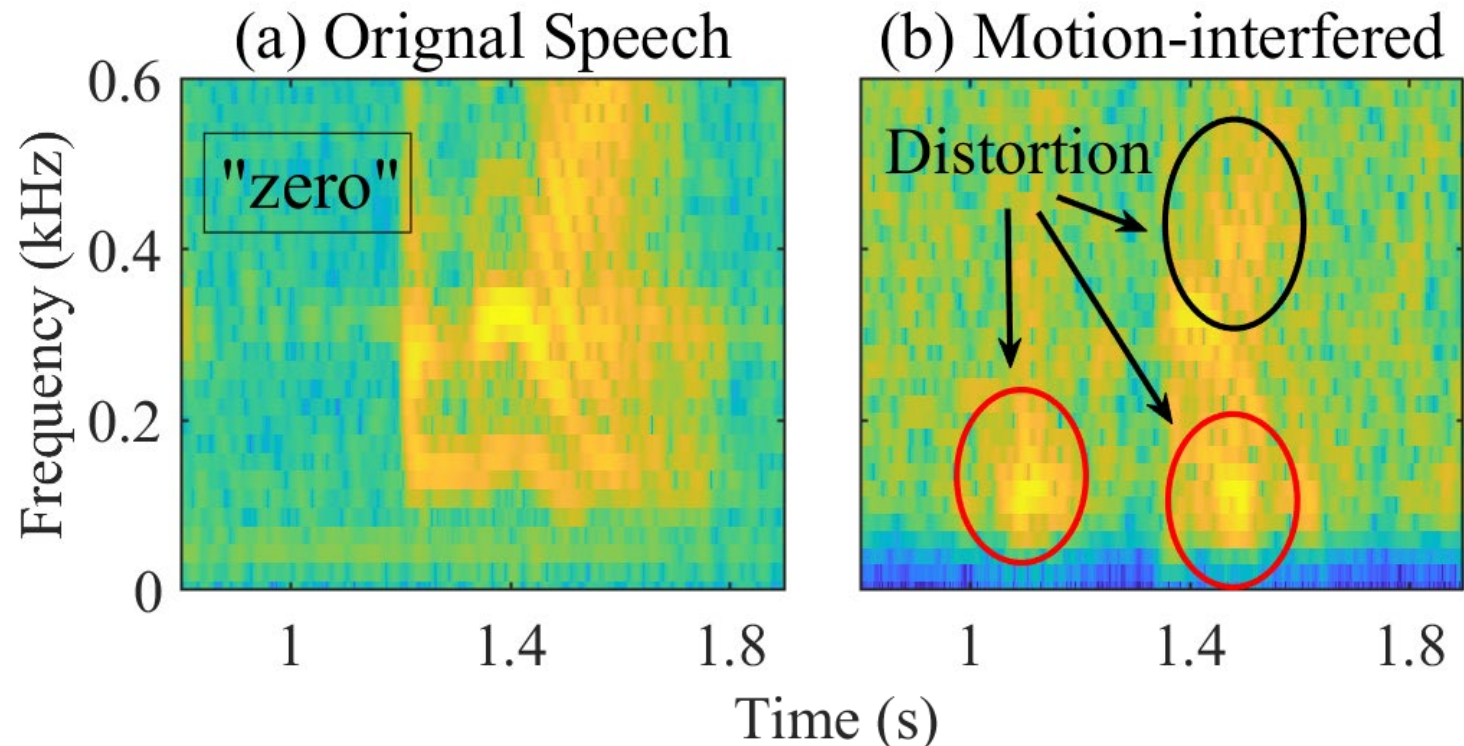 (a) Orignal Speech
(b) Motion-interfered
Frequency (kHz)
0.6
0.4
0.2
0
"zero"
Distortion
1
1.4
1.8
1
1.4
1.8
Time (s)